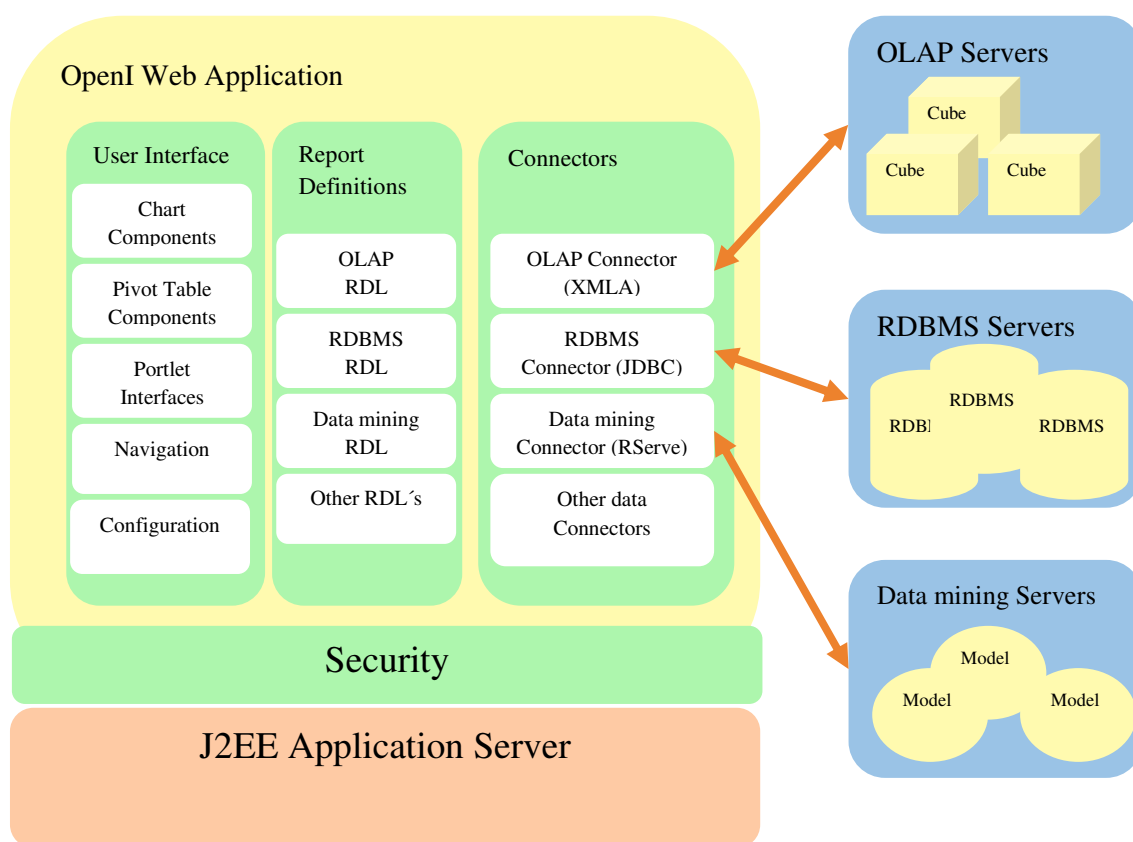 OpenI Web Application
User Interface
Chart
Components
Pivot Table
Components
Portlet
Interfaces
Navigation
Configuration
Report
Definitions
OLAP
RDL
RDBMS
RDL
Data mining
RDL
Other RDL´s
Connectors
OLAP Connector
(XMLA)
RDBMS
Connector (JDBC)
Data mining
Connector (RServe)
Other data
Connectors
Security
J2EE Application Server
OLAP Servers
Cube
Cube
Cube
RDBMS Servers
RDBMS
RDBMS
Data mining Servers
Model
Model
Model